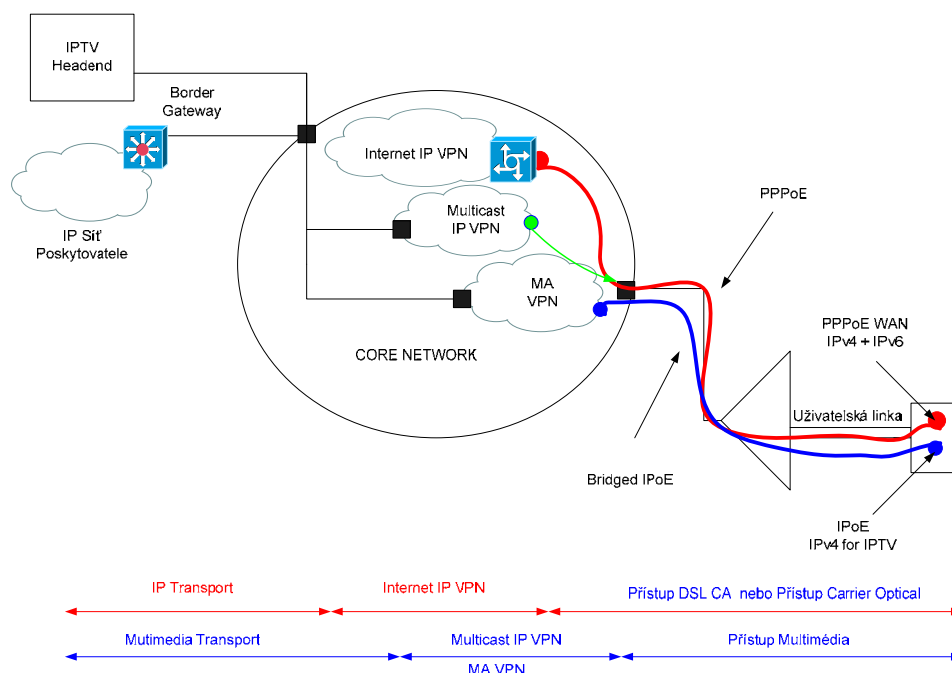 IPTV
Headend
Border
Gateway
Internet IP VPN
Multicast
IP VPN
PPPoE
IP Síť
Poskytovatele
MA
VPN
PPPoE WAN
IPv4 + IPv6
CORE NETWORK
Uživatelská linka
Bridged IPoE
IPoE
IPv4 for IPTV
IP Transport
Internet IP VPN
Přístup DSL CA nebo Přístup Carrier Optical
Mutimedia Transport
Multicast IP VPN
Přístup Multimédia
MA VPN